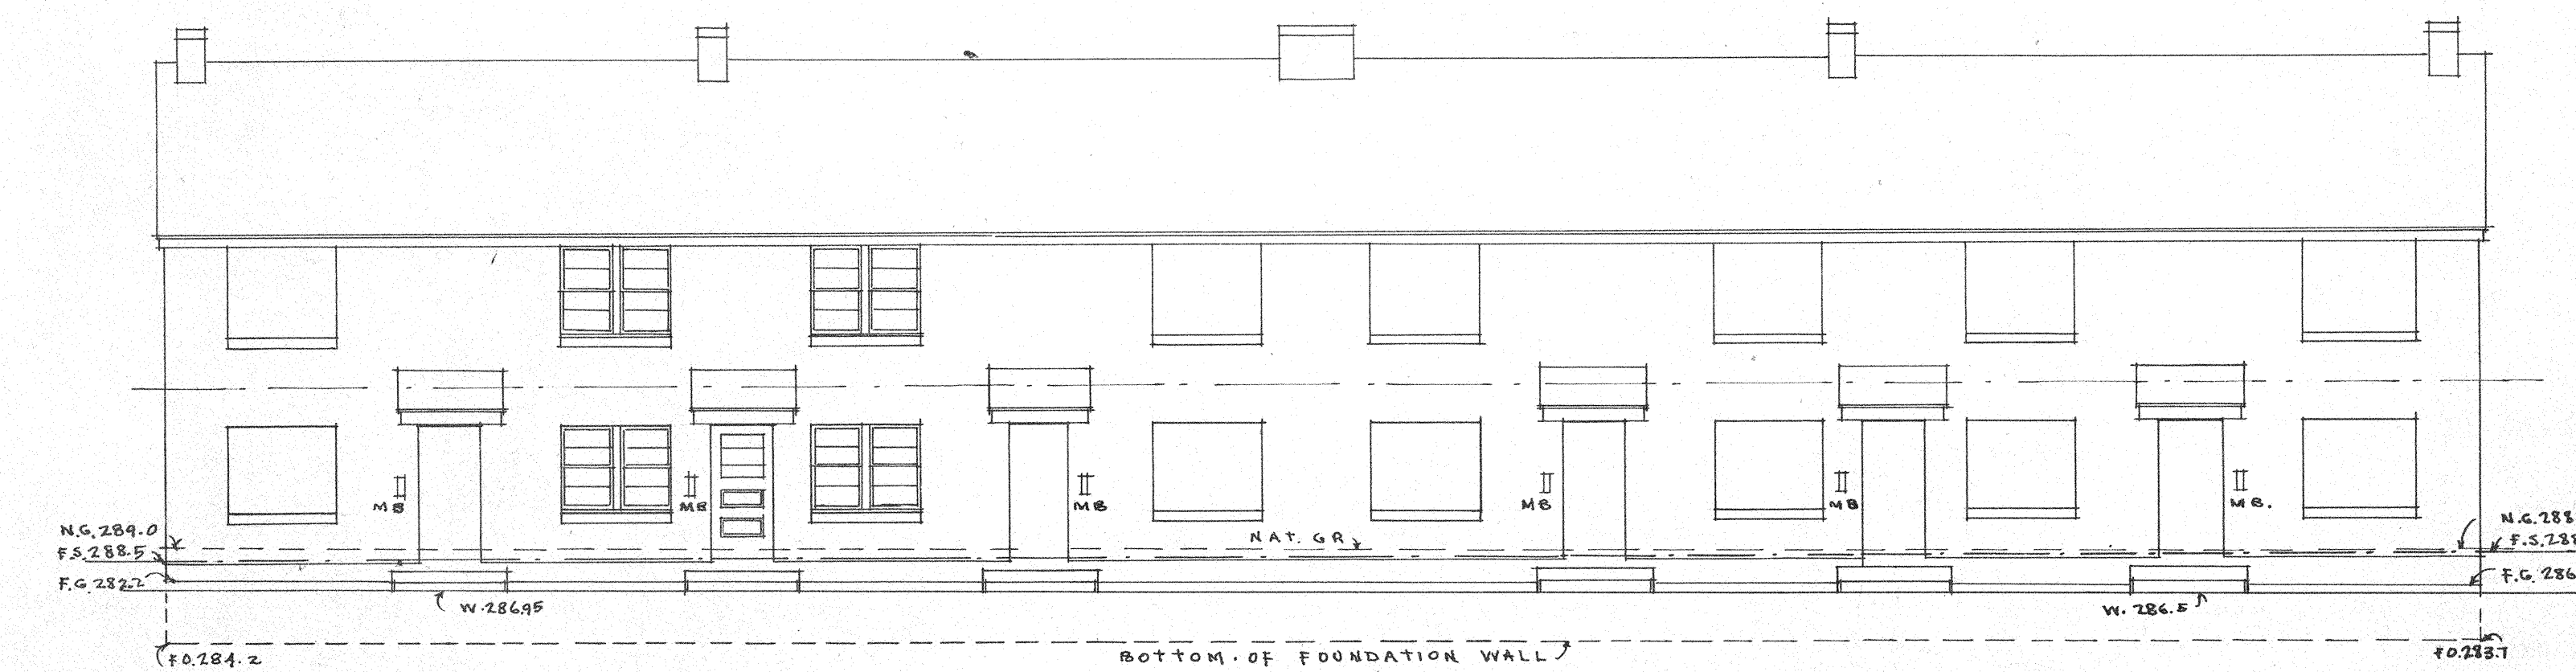 MB
MB
MB
MB
MB
MB.
N.G. 289.0
F.S. 288.5
F.G. 282.2
NAT. GR
N.G. 288
F.S. 288
F.G. 286
W. 286.95
W. 286.5
F.O. 284.2
BOTTOM. OF FOUNDATION WALL
F.O. 283.7